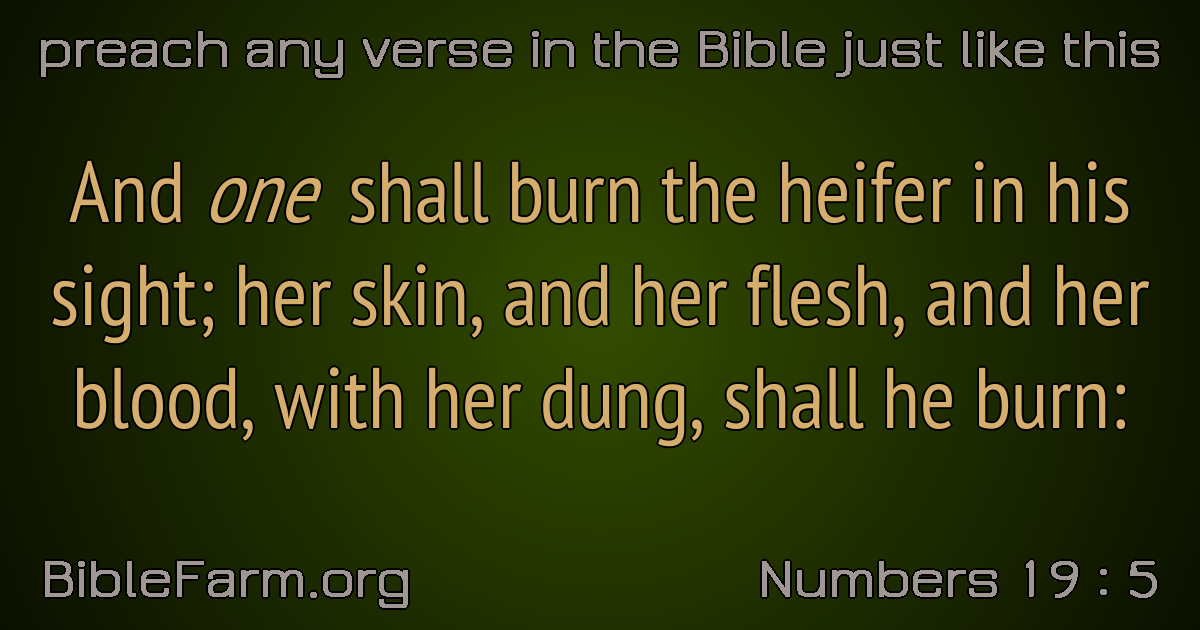 preach any verse in the Bible just like this
And one shall burn the heifer in his
sight; her skin, and her flesh, and her
blood, with her dung, shall he burn:
BibleFarm.org
Numbers 19 : 5